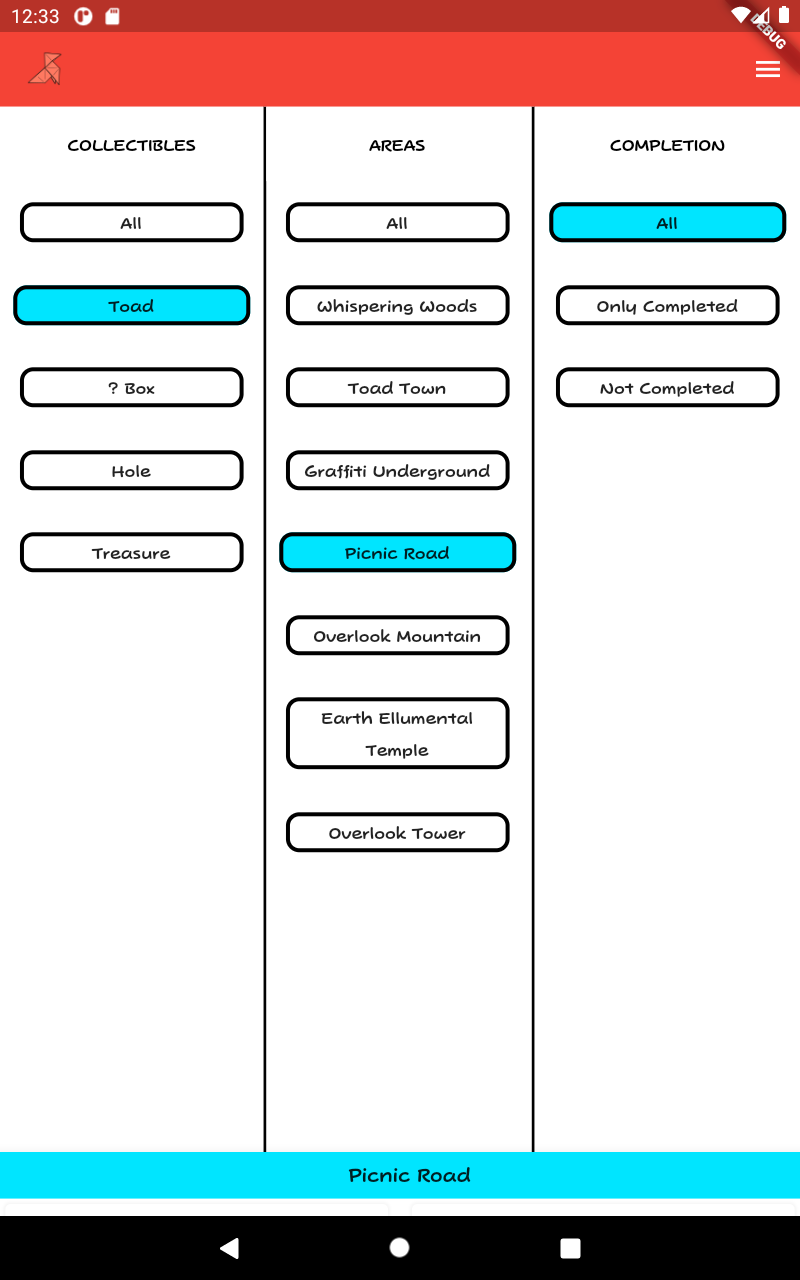 12:33
DEBUG
COLLECTIBLES
AREAS
COMPLETION
All
All
All
Toad
Whispering Woods
Only Completed
? Box
Toad Town
Not Completed
Hole
Graffiti Underground
Treasure
Picnic Road
Overlook Mountain
Earth Ellumental
Temple
Overlook Tower
Picnic Road